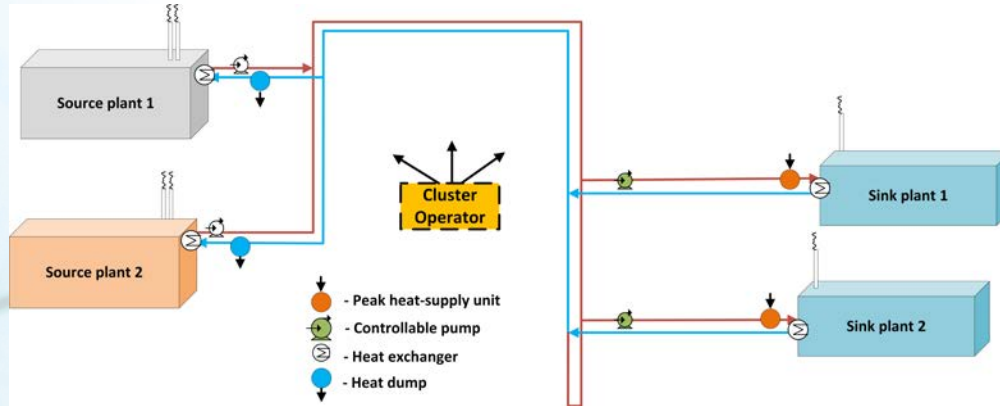 Source plant 1
Source plant 2
Cluster
Operator
Sink plant 1
Sink plant 2
- Peak heat-supply unit
- Controllable pump
- Heat exchanger
- Heat dump